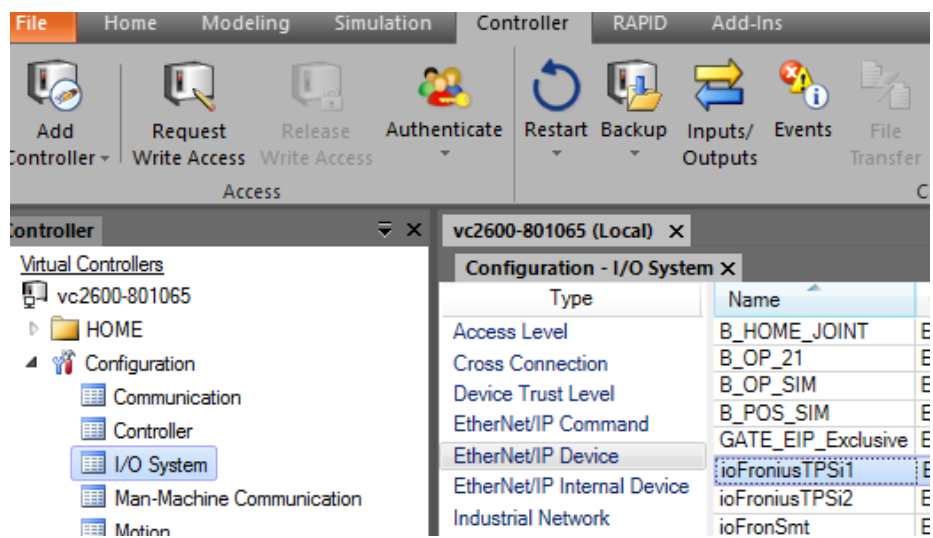 File Home Modeling Simulation Controller RAPID Add-Ins
Add Request Release Authenticate Restart Backup Inputs/ Events File
Controller Write Access Write Access Outputs Transfer
Access C
Controller
vc2600-801065 (Local)
Virtual Controllers
Configuration - I/O System
vc2600-801065
Type Name
HOME
Access Level B_HOME_JOINT E
Configuration
Cross Connection B_OP_21 E
Communication
Device Trust Level B_OP_SIM E
Controller
EtherNet/IP Command B_POS_SIM E
GATE_EIP_Exclusive E
I/O System
EtherNet/IP Device ioFroniusTPSi1 E
Man-Machine Communication
EtherNet/IP Internal Device ioFroniusTPSi2 E
Motion
Industrial Network ioFronSmt E